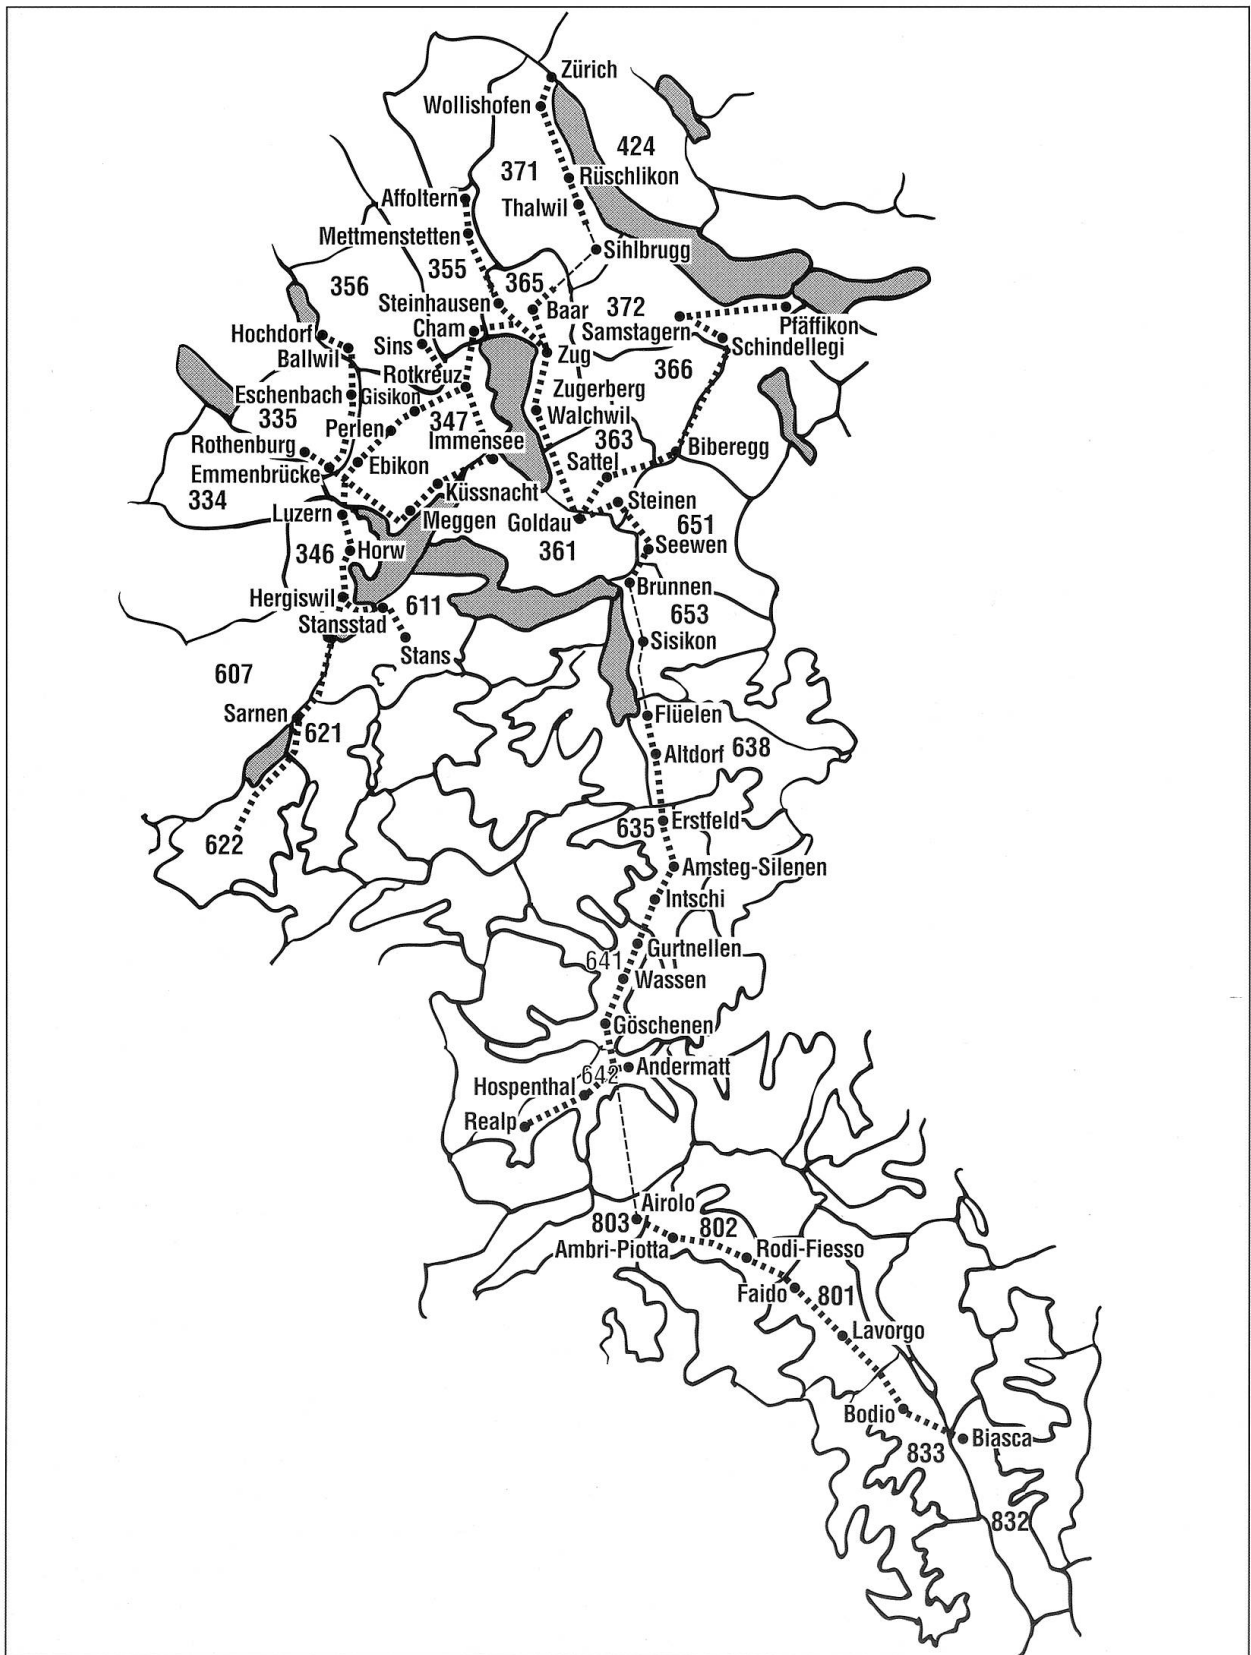 Zürich
Wollishofen
424
371
Rüschlikon
Affoltern
Thalwil
Mettmenstetten
Sihlbrugg
355
365
356
Steinhausen
Baar
372
Cham
Samstagern
Pfäffikon
Hochdorf
Sins
Schindellegi
Ballwil
Zug
Rotkreuz
366
Eschenbach
Gisikon
Zugerberg
335
347
Walchwil
Perlen
Immensee
363
Rothenburg
Biberegg
Sattel
Ebikon
Emmenbrücke
334
Küssnacht
Steinen
Luzern
Meggen
Goldau
651
Seewen
346
Horw
361
Brunnen
Hergiswil
611
653
Stansstad
Sisikon
Stans
607
Sarnen
Flüelen
621
Altdorf
638
635
Erstfeld
622
Amsteg-Silenen
Intschi
Gurtnellen
641
Wassen
Göschenen
Andermatt
642
Hospenthal
Realp
Airolo
803
802
Ambri-Piotta
Rodi-Fiesso
Faido
801
Lavorgo
Bodio
Biasca
833
832